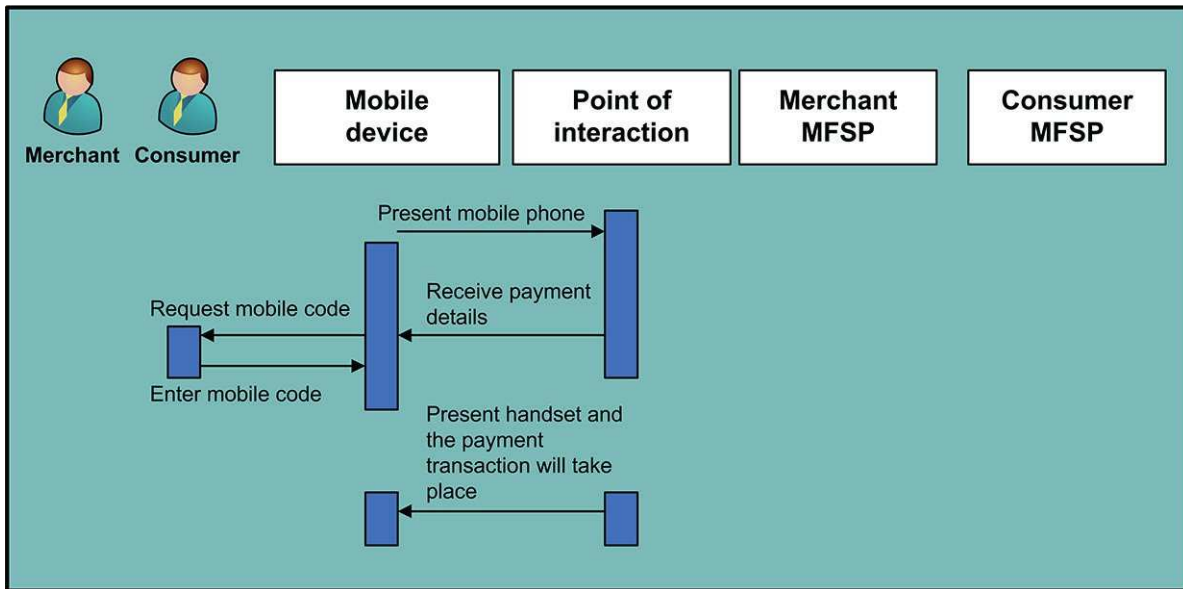 Merchant
Consumer
Mobile
device
Point of
interaction
Merchant
MFSP
Consumer
MFSP
Present mobile phone
Receive payment
details
Request mobile code
Enter mobile code
Present handset and
the payment
transaction will take
place